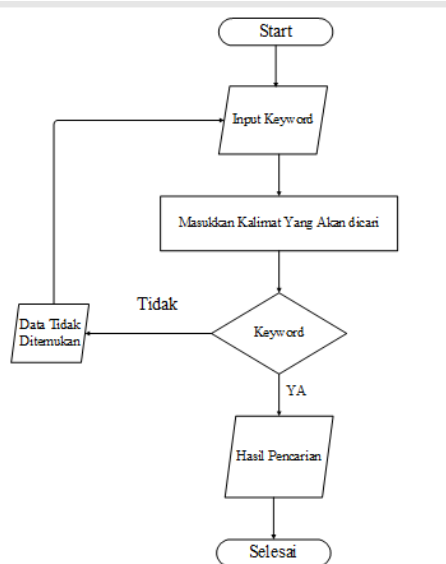 Start
Input Keyword
Masukkan Kalimat Yang Akan dicari
Tidak
Data Tidak
Ditemukan
Keyword
YA
Hasil Pencarian
Selesai